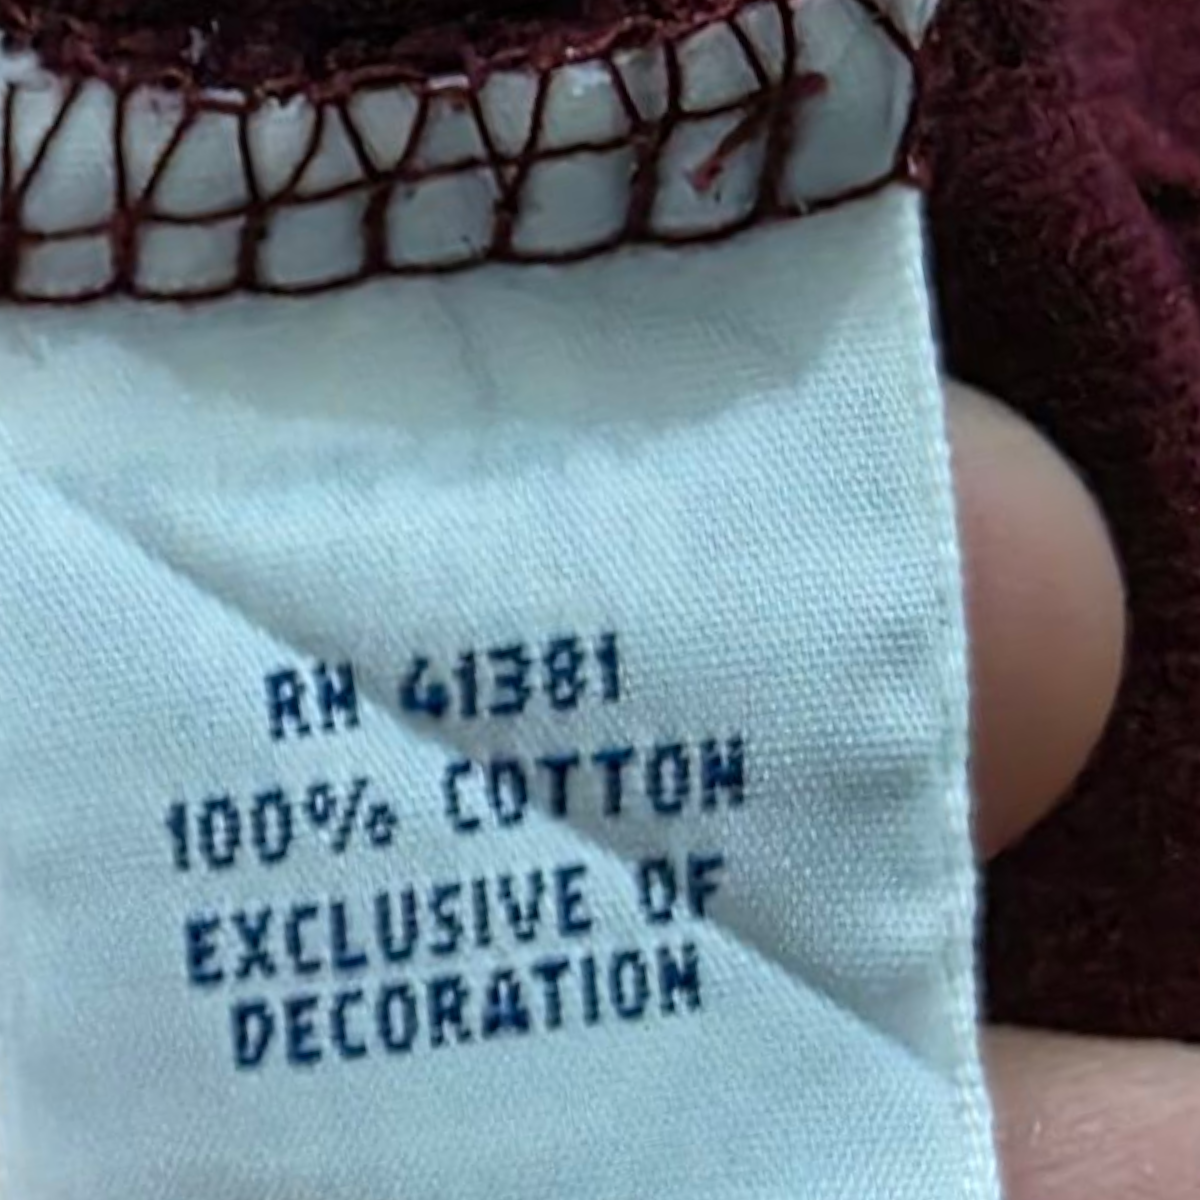 RN 41381
100% COTTON
EXCLUSIVE OF
DECORATION